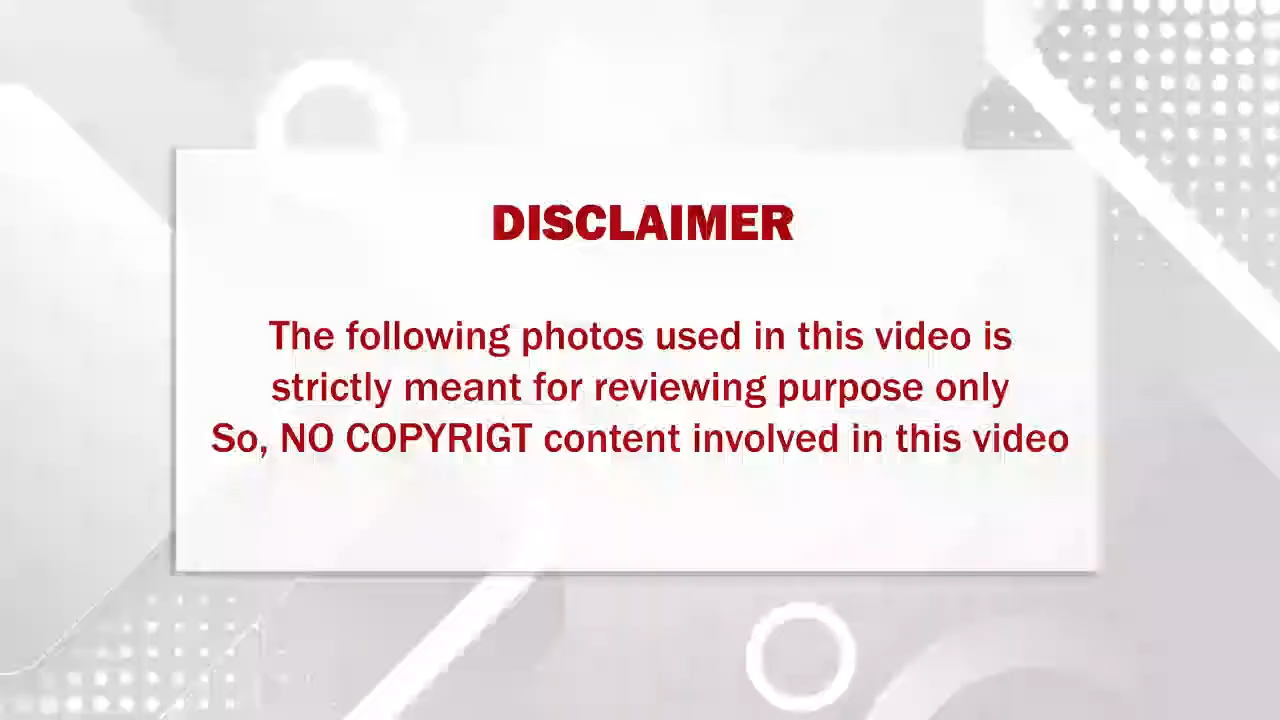 DISCLAIMER
The following photos used in this video is
strictly meant for reviewing purpose only
So, NO COPYRIGT content involved in this video